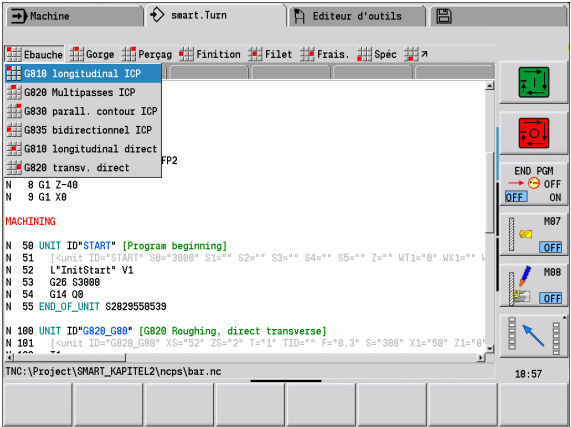 Machine
smart.Turn
Editeur d'outils
Ebauche Gorge Perçag Finition Filet Frais. Spéc
G810 longitudinal ICP
G820 Multipasses ICP
G830 parall. contour ICP
G835 bidirectionnel ICP
G810 longitudinal direct
G820 transv. direct
FP2
N 8 G1 Z-40
N 9 G1 X0
MACHINING
N 50 UNIT ID"START" [Program beginning]
N 51 [<unit ID="START" S0="3000" S1="" S2="" S3="" S4="" S5="" Z="" WT1="0" WX1="" W
N 52 L"InitStart" V1
N 53 G26 S3000
N 54 G14 Q0
N 55 END_OF_UNIT S2829550539
N 100 UNIT ID"G820_G80" [G820 Roughing, direct transverse]
N 101 [<unit ID="G820_G80" XS="52" ZS="2" T="1" TID="" F="0.3" S="300" X1="50" Z1="0"
TNC:\Project\SMART_KAPITEL2\ncps\bar.nc
END PGM
OFF
OFF ON
M07
OFF
M08
OFF
18:57